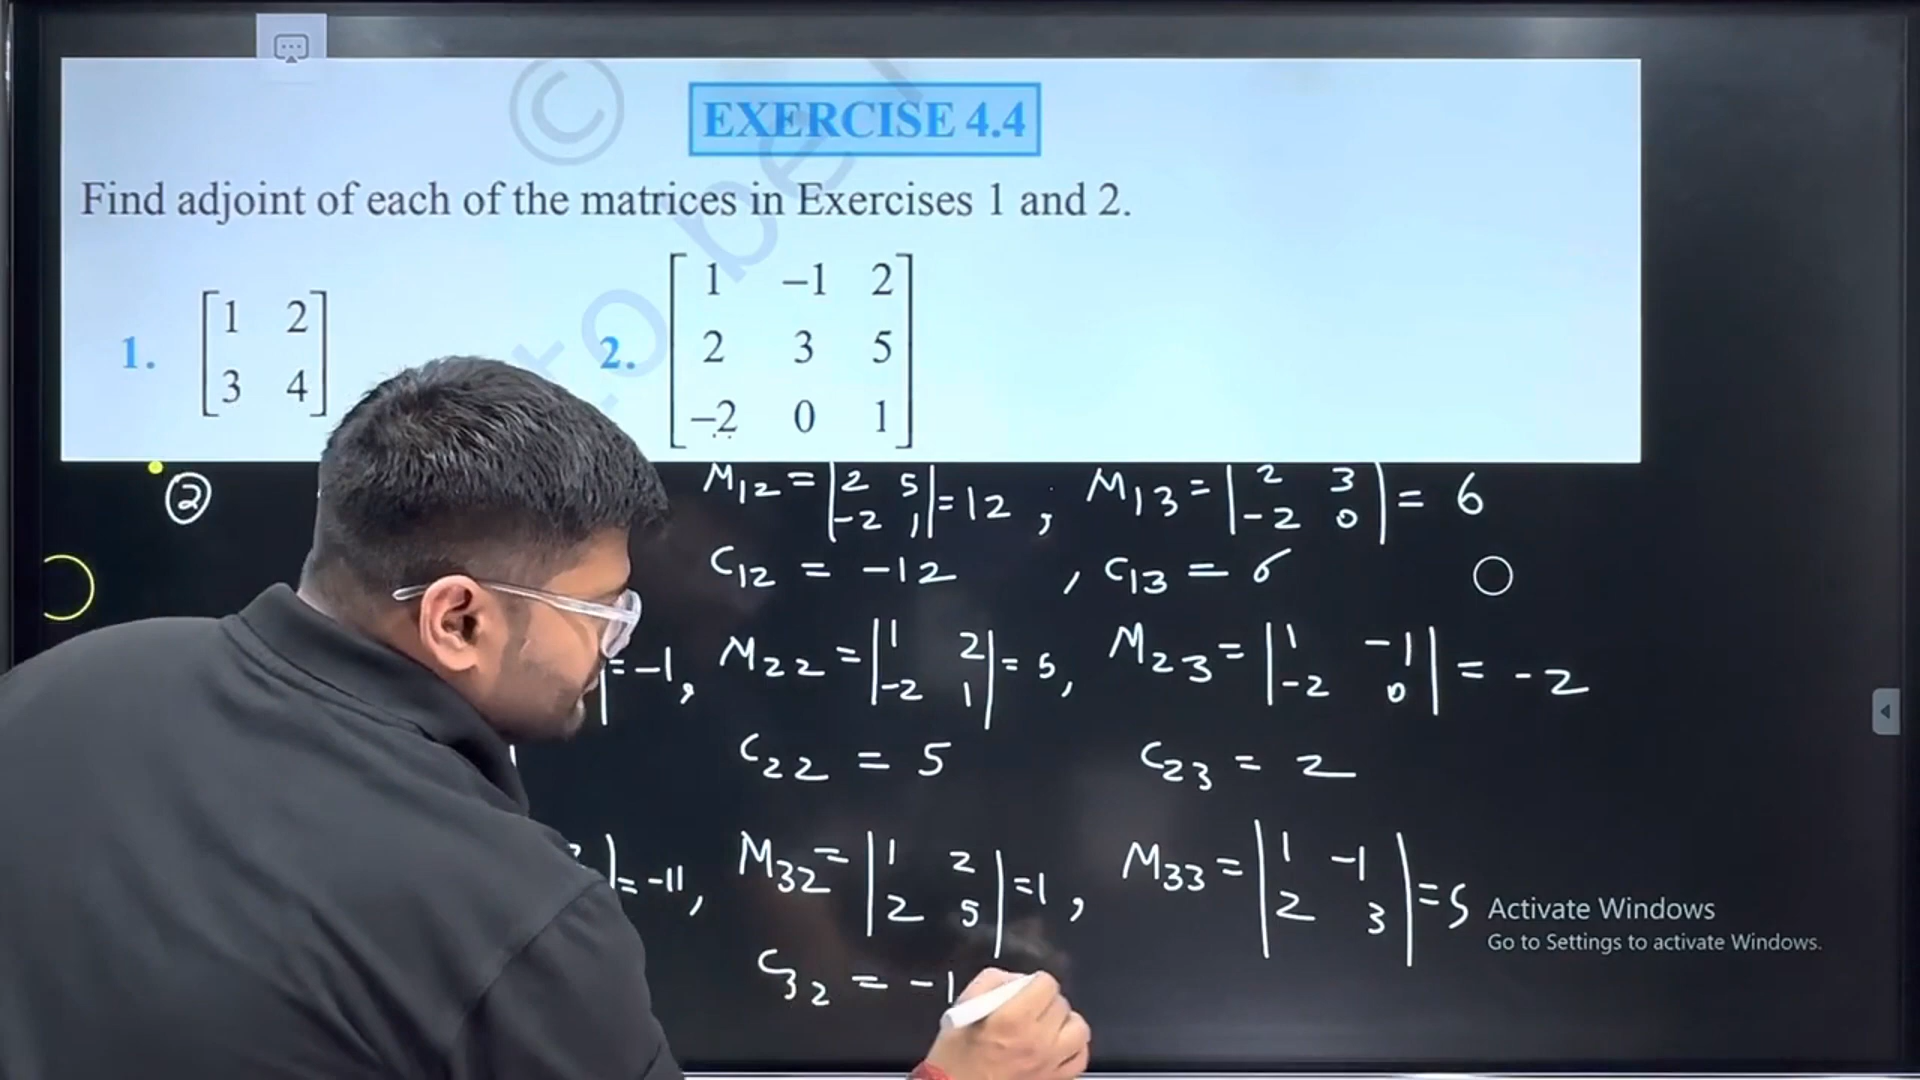 EXERCISE 4.4
Find adjoint of each of the matrices in Exercises 1 and 2.
1. [1 2
3 4]
2. [1 –1 2
2 3 5
–2 0 1]
© to be
② M12 = |2 5
-2 1| = 12 ; M13 = |2 3
-2 0| = 6
C12 = -12 , C13 = 6
= -1, M22 = |1 2
-2 1| = 5, M23 = |1 -1
-2 0| = -2
C22 = 5 C23 = 2
= -11, M32 = |1 2
2 5| = 1, M33 = |1 -1
2 3| = 5
C32 = -1
Activate Windows
Go to Settings to activate Windows.